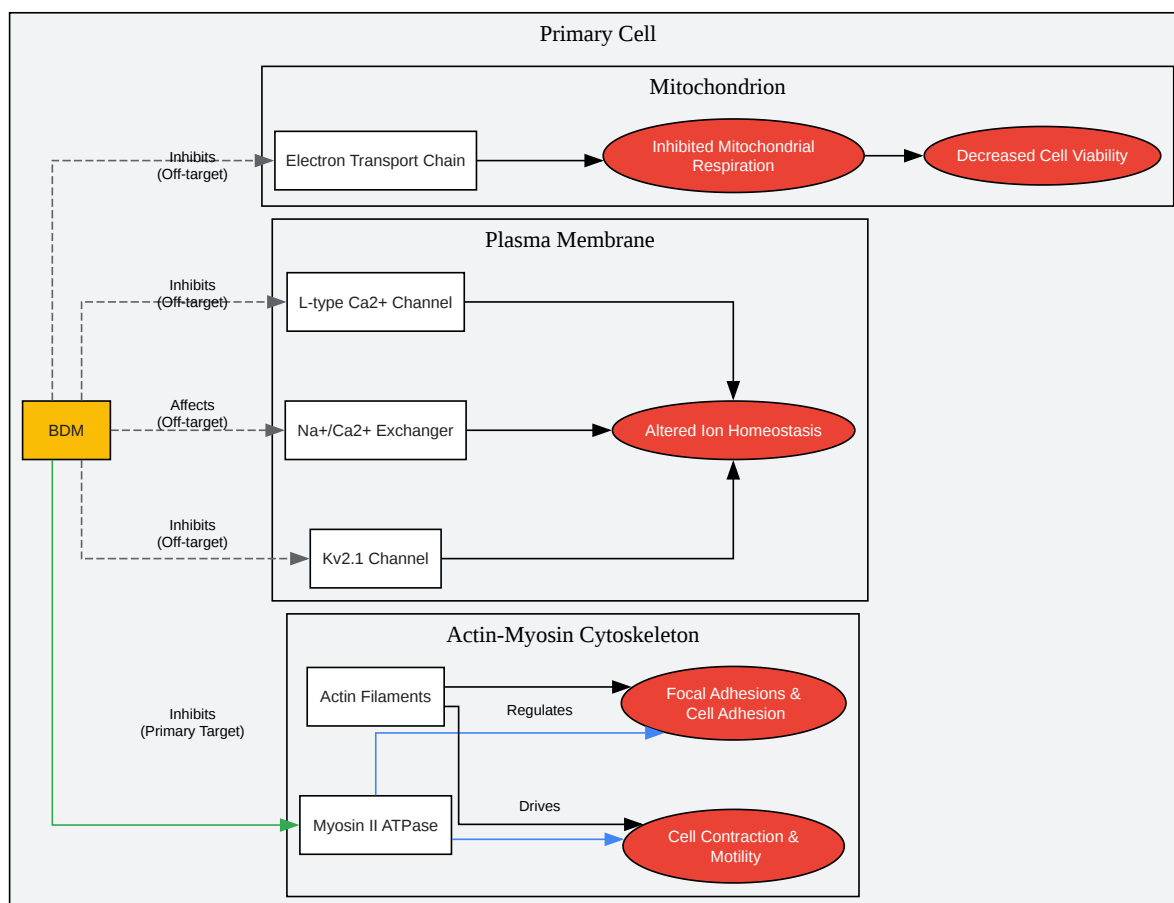 Primary Cell
Mitochondrion
Inhibits
(Off-target)
Electron Transport Chain
Inhibited Mitochondrial
Respiration
Decreased Cell Viability
Plasma Membrane
Inhibits
(Off-target)
L-type Ca2+ Channel
BDM
Affects
(Off-target)
Na+/Ca2+ Exchanger
Altered Ion Homeostasis
Inhibits
(Off-target)
Kv2.1 Channel
Actin-Myosin Cytoskeleton
Actin Filaments
Focal Adhesions &
Cell Adhesion
Regulates
Inhibits
(Primary Target)
Drives
Myosin II ATPase
Cell Contraction &
Motility